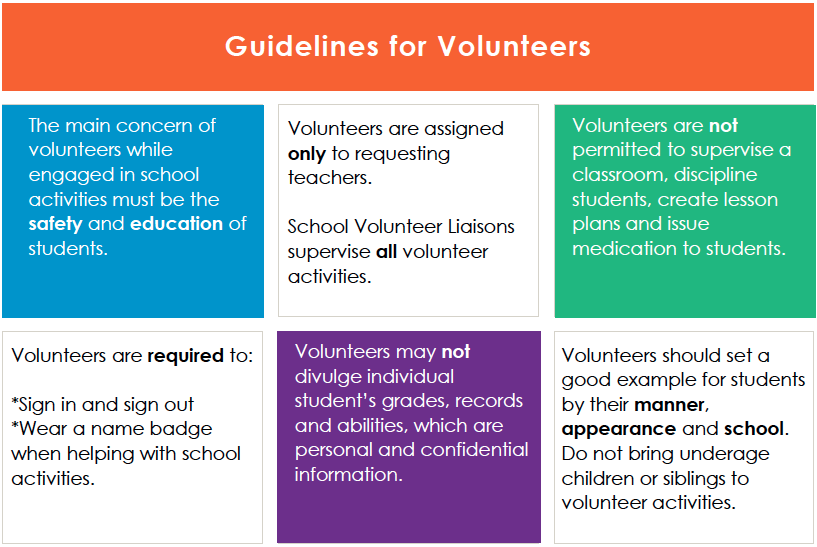 Guidelines for Volunteers
The main concern of
volunteers while
engaged in school
activities must be the
safety and education of
students.
Volunteers are assigned
only to requesting
teachers.
School Volunteer Liaisons
supervise all volunteer
activities.
Volunteers are not
permitted to supervise a
classroom, discipline
students, create lesson
plans and issue
medication to students.
Volunteers are required to:
*Sign in and sign out
*Wear a name badge
when helping with school
activities.
Volunteers may not
divulge individual
student’s grades, records
and abilities, which are
personal and confidential
information.
Volunteers should set a
good example for students
by their manner,
appearance and school.
Do not bring underage
children or siblings to
volunteer activities.